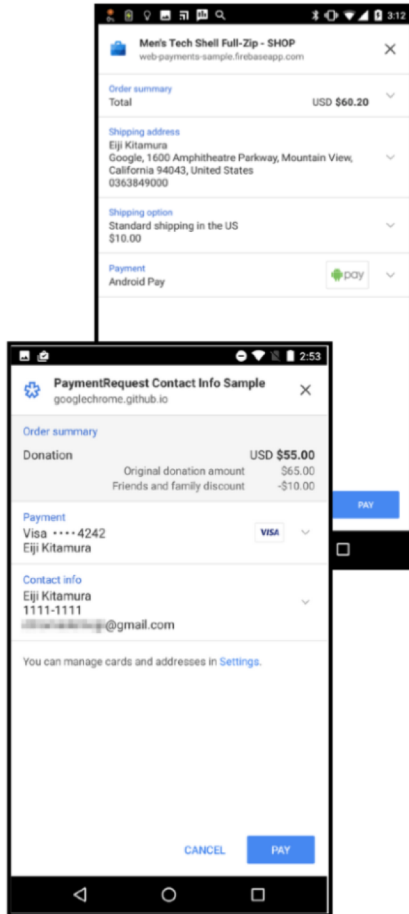 3:12
Men's Tech Shell Full-Zip - SHOP
web-payments-sample.firebaseapp.com
Order summary
Total USD $60.20
Shipping address
Eiji Kitamura
Google, 1600 Amphitheatre Parkway, Mountain View,
California 94043, United States
0363849000
Shipping option
Standard shipping in the US
$10.00
Payment
Android Pay
pay
PAY
2:53
PaymentRequest Contact Info Sample
googlechrome.github.io
Order summary
Donation USD $55.00
Original donation amount $65.00
Friends and family discount -$10.00
Payment
Visa ····4242
VISA
Eiji Kitamura
Contact info
Eiji Kitamura
1111-1111
@gmail.com
You can manage cards and addresses in Settings.
CANCEL PAY